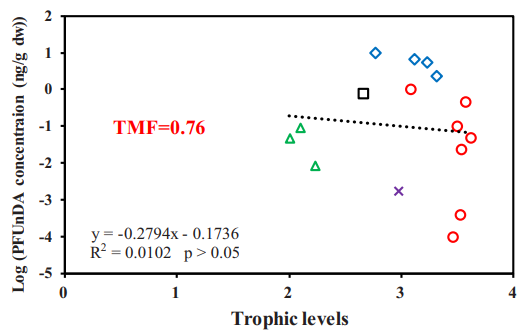 Log (PFUnDA concentraion (ng/g dw))
2
1
0
-1
-2
-3
-4
-5
TMF=0.76
y = -0.2794x - 0.1736
R² = 0.0102 p > 0.05
0 1 2 3 4
Trophic levels